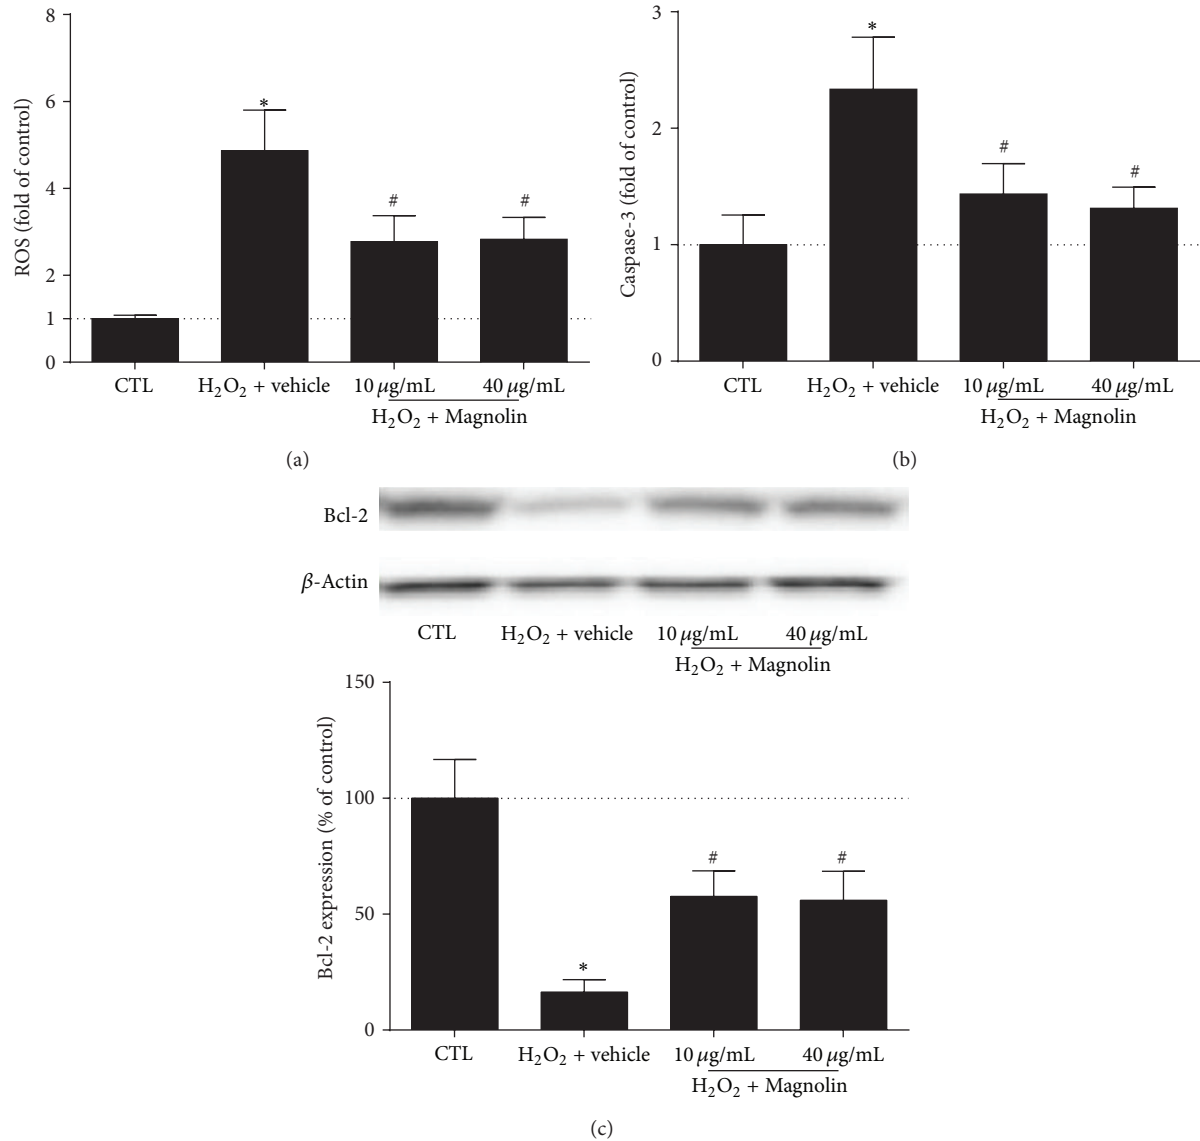 8
6
4
2
1
0
ROS (fold of control)
*
#
#
CTL
H₂O₂ + vehicle
10 μg/mL
40 μg/mL
H₂O₂ + Magnolin
(a)
3
2
1
0
Caspase-3 (fold of control)
*
#
#
CTL
H₂O₂ + vehicle
10 μg/mL
40 μg/mL
H₂O₂ + Magnolin
(b)
Bcl-2
β-Actin
CTL
H₂O₂ + vehicle
10 μg/mL
40 μg/mL
H₂O₂ + Magnolin
150
100
50
0
Bcl-2 expression (% of control)
*
#
#
CTL
H₂O₂ + vehicle
10 μg/mL
40 μg/mL
H₂O₂ + Magnolin
(c)